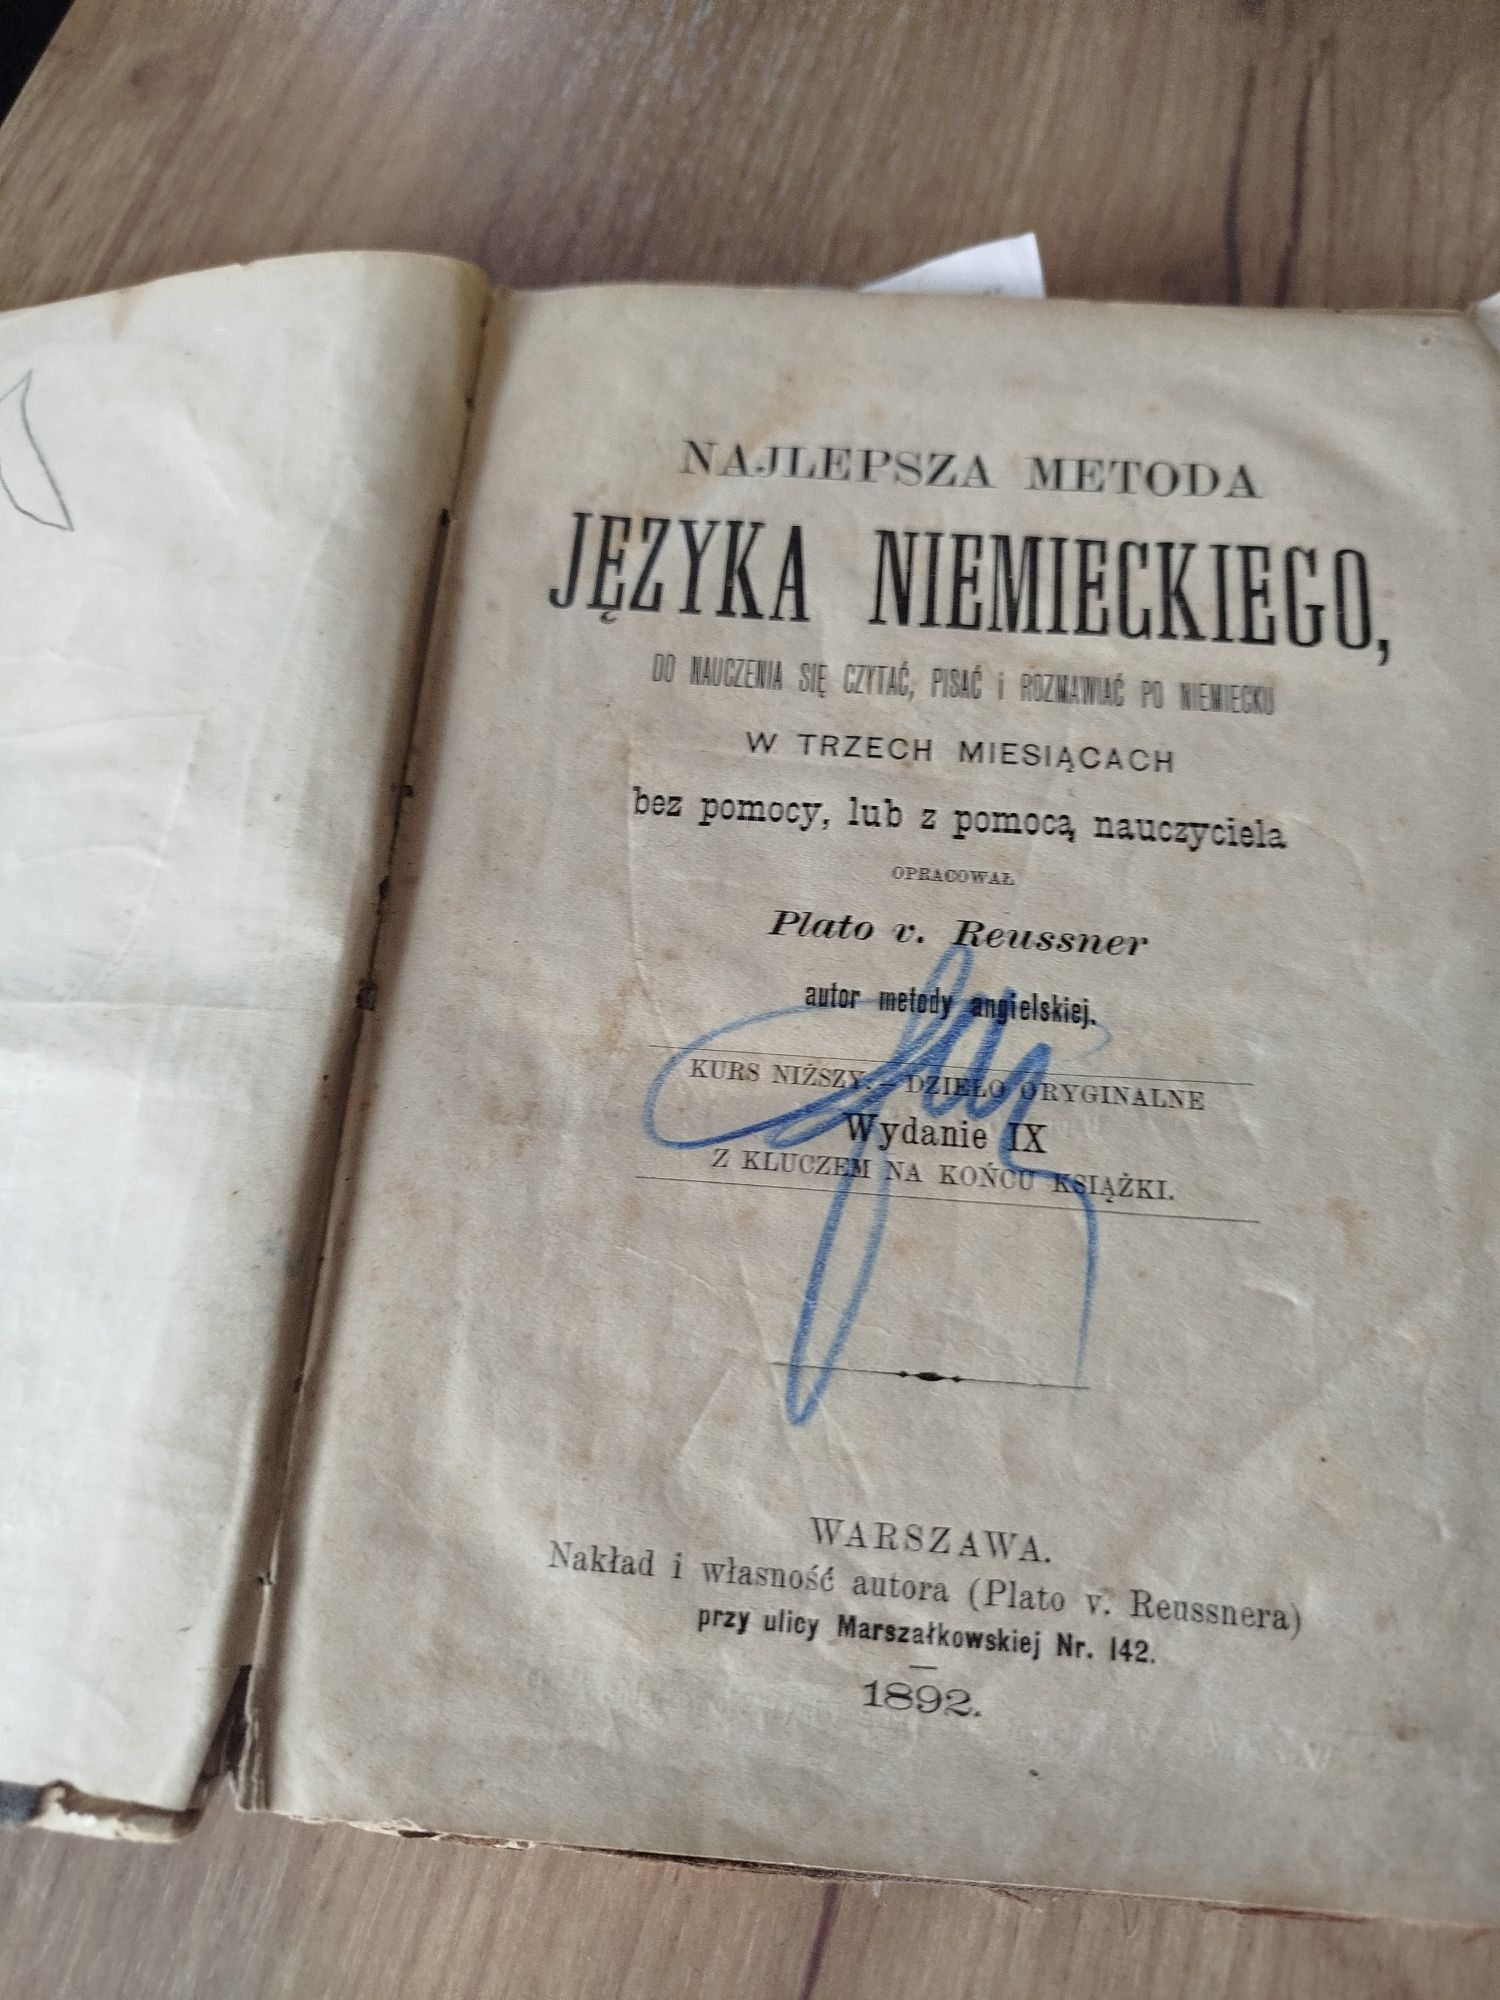 NAJLEPSZA METODA
JĘZYKA NIEMIECKIEGO,
DO NAUCZENIA SIĘ CZYTAĆ, PISAĆ i ROZMAWIAĆ PO NIEMIECKU
W TRZECH MIESIĄCACH
bez pomocy, lub z pomocą nauczyciela
OPRACOWAŁ
Plato v. Reussner
autor metody angielskiej.
KURS NIŻSZY.—DZIEŁO ORYGINALNE
Wydanie IX
Z KLUCZEM NA KOŃCU KSIĄŻKI.
WARSZAWA.
Nakład i własność autora (Plato v. Reussnera)
przy ulicy Marszałkowskiej Nr. 142.
1892.